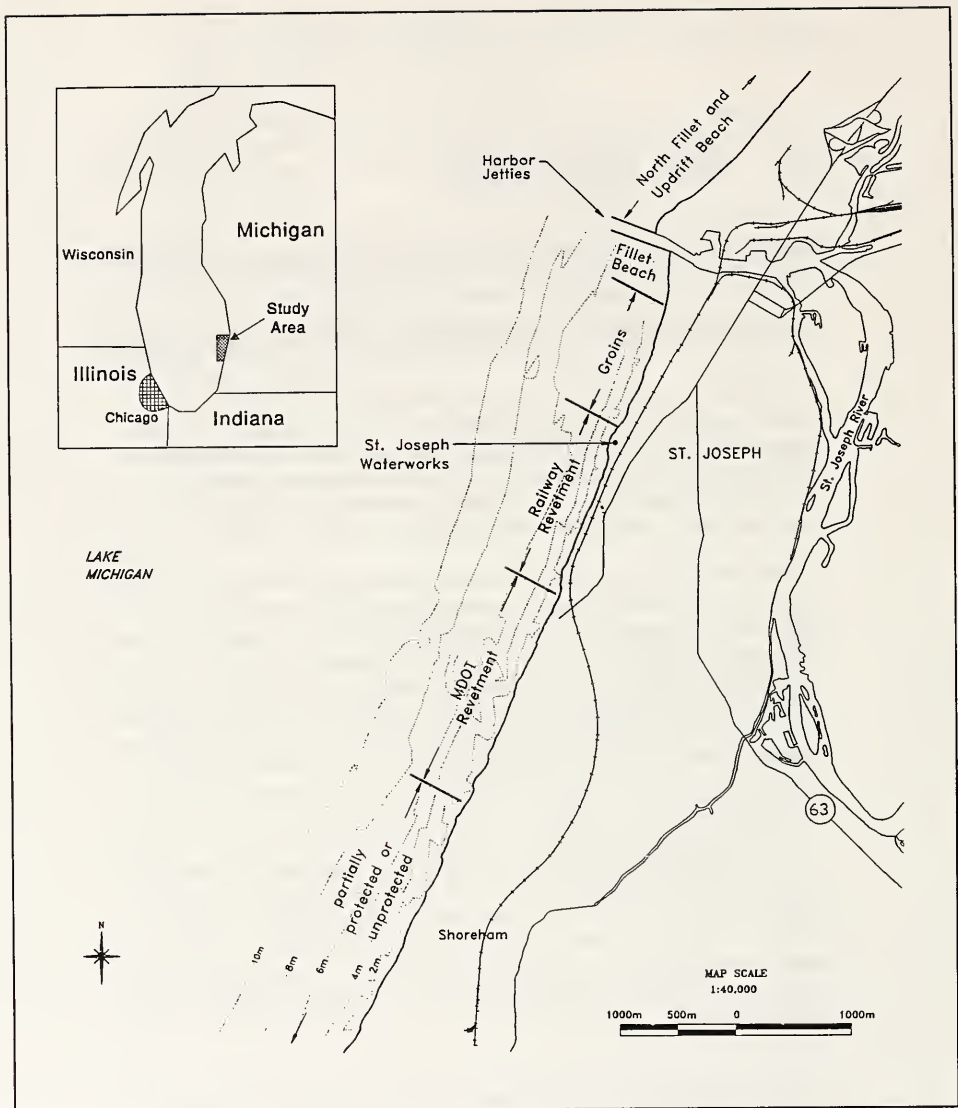 Wisconsin
Michigan
Study
Area
Illinois
Chicago
Indiana
Harbor
Jetties
North Fillet and
Updrift Beach
Fillet
Beach
Groins
St. Joseph
Waterworks
ST. JOSEPH
St. Joseph River
Railway
Revetment
LAKE
MICHIGAN
MDOT
Revetment
63
partially
protected or
unprotected
Shoreham
N
10m
8m
6m
4m
2m
MAP SCALE
1:40,000
1000m 500m 0 1000m